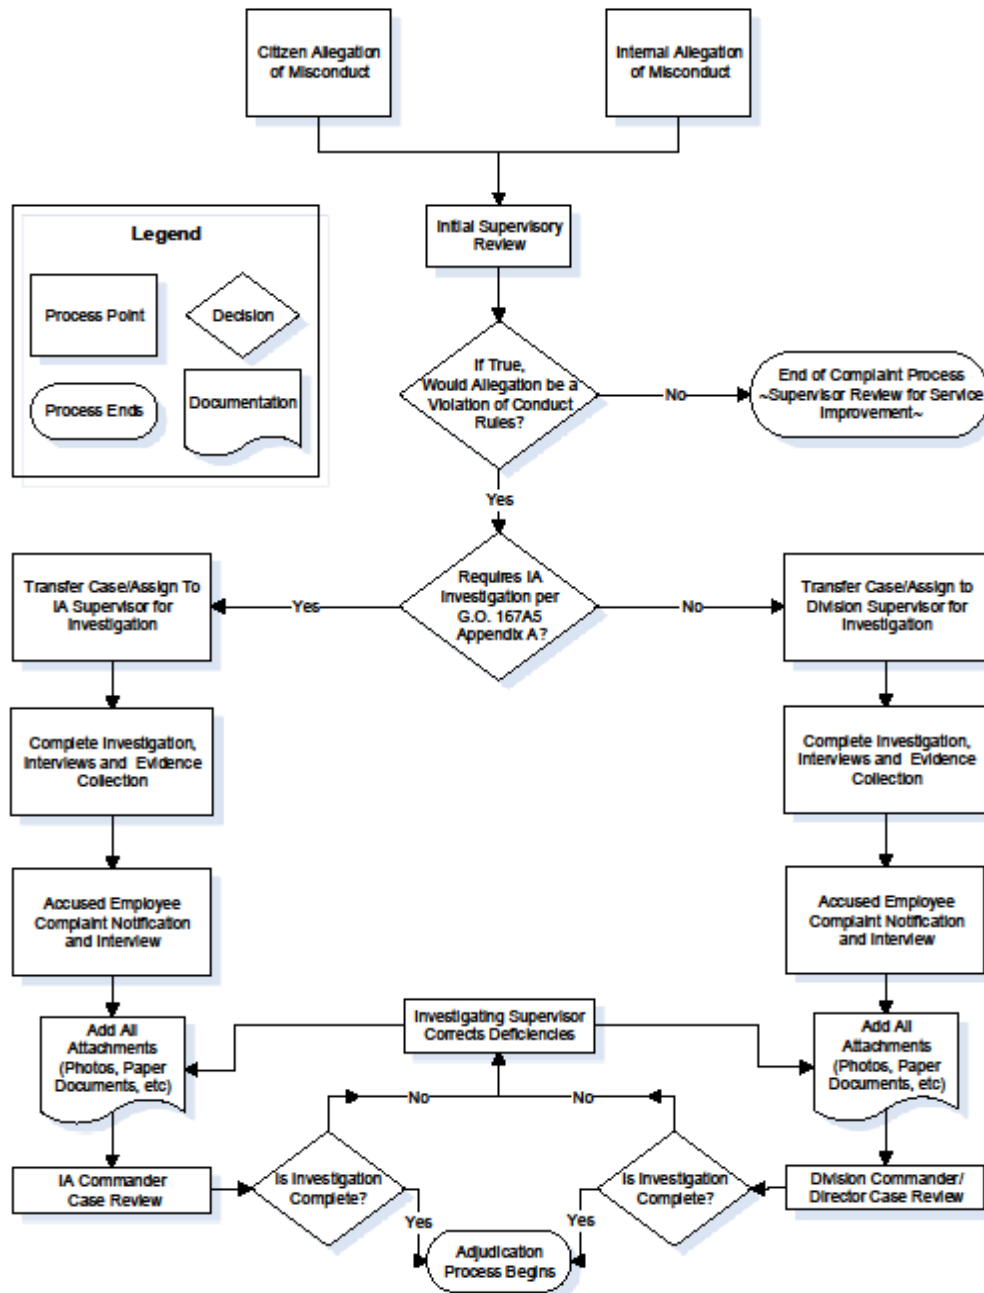 Citizen Allegation
of Misconduct
Internal Allegation
of Misconduct
Initial Supervisory
Review
Legend
Process Point
Decision
Process Ends
Documentation
If True,
Would Allegation be a
Violation of Conduct
Rules?
No
End of Complaint Process
~Supervisor Review for Service
Improvement~
Yes
Requires IA
Investigation per
G.O. 167A5
Appendix A?
Yes
No
Transfer Case/Assign To
IA Supervisor for
Investigation
Transfer Case/Assign to
Division Supervisor for
Investigation
Complete Investigation,
Interviews and Evidence
Collection
Complete Investigation,
Interviews and Evidence
Collection
Accused Employee
Complaint Notification
and Interview
Accused Employee
Complaint Notification
and Interview
Investigating Supervisor
Corrects Deficiencies
Add All
Attachments
(Photos, Paper
Documents, etc)
Add All
Attachments
(Photos, Paper
Documents, etc)
No
No
IA Commander
Case Review
Is Investigation
Complete?
Is Investigation
Complete?
Division Commander/
Director Case Review
Yes
Yes
Adjudication
Process Begins